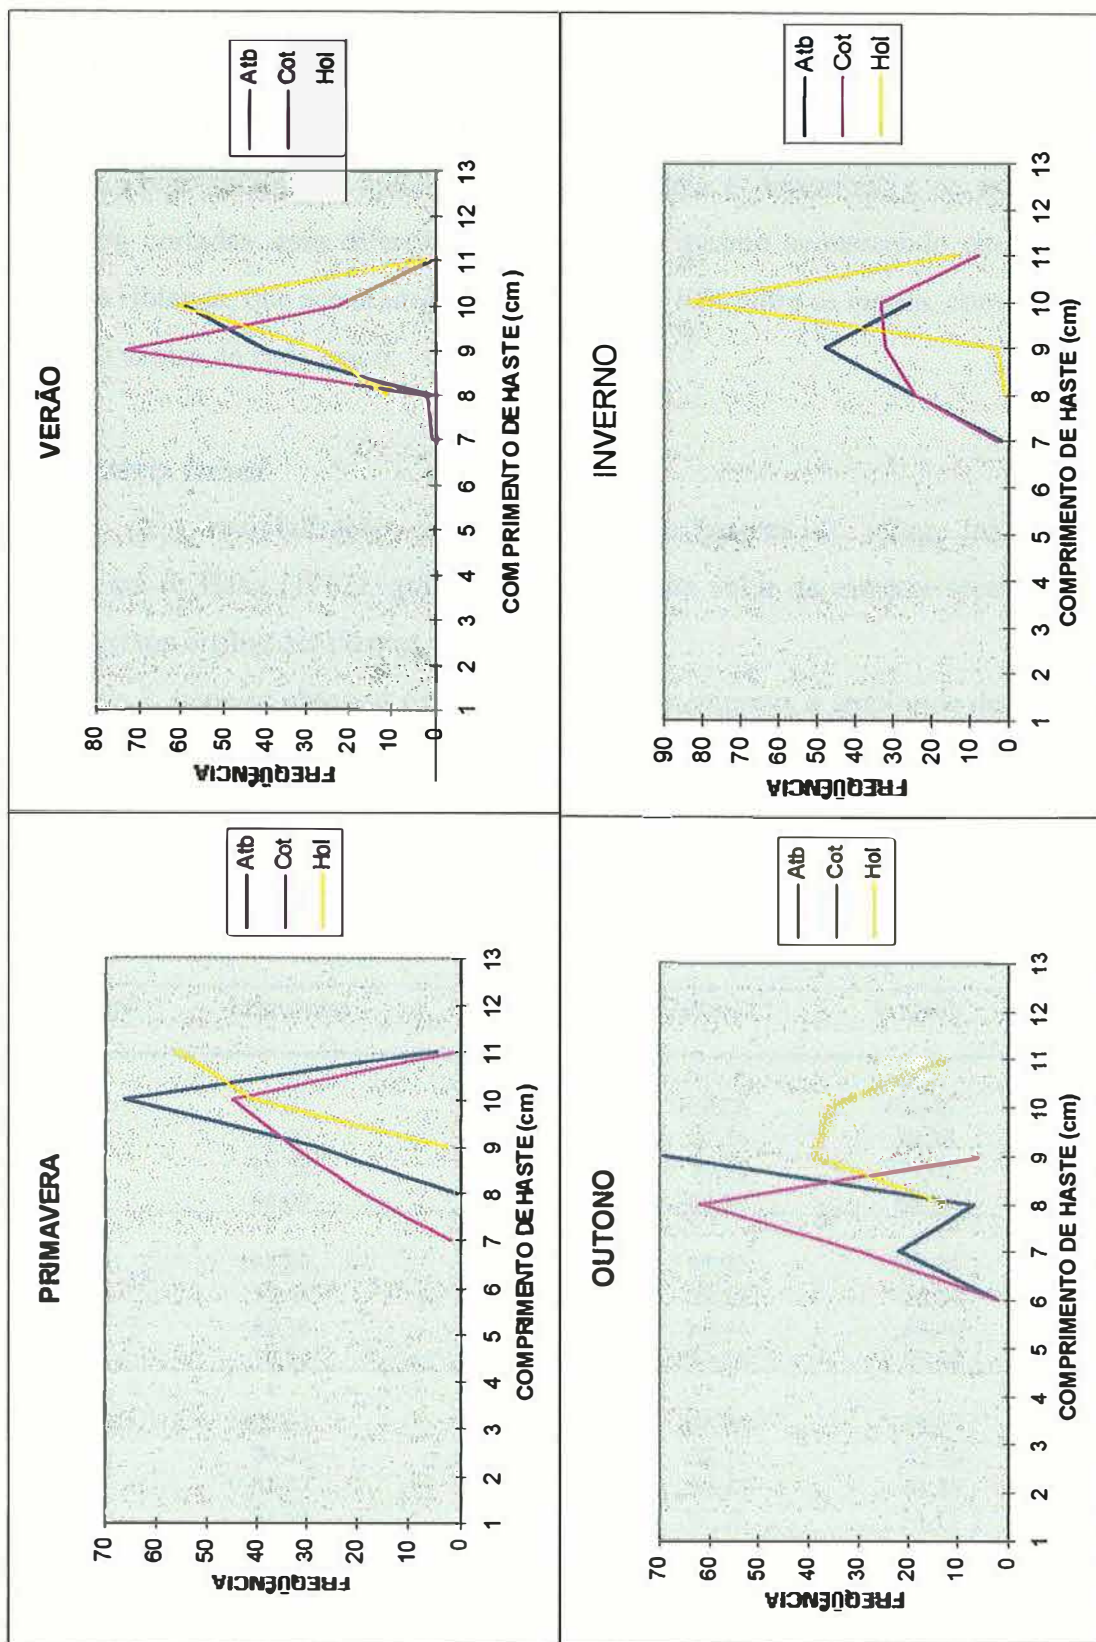 PRIMAVERA
FREQÜÊNCIA
70
60
50
40
30
20
10
0
1 2 3 4 5 6 7 8 9 10 11 12 13
COMPRIMENTO DE HASTE (cm)
Atb
Cot
Hol
VERÃO
FREQÜÊNCIA
80
70
60
50
40
30
20
10
0
1 2 3 4 5 6 7 8 9 10 11 12 13
COMPRIMENTO DE HASTE (cm)
Atb
Cot
Hol
OUTONO
FREQÜÊNCIA
70
60
50
40
30
20
10
0
1 2 3 4 5 6 7 8 9 10 11 12 13
COMPRIMENTO DE HASTE (cm)
Atb
Cot
Hol
INVERNO
FREQÜÊNCIA
90
80
70
60
50
40
30
20
10
0
1 2 3 4 5 6 7 8 9 10 11 12 13
COMPRIMENTO DE HASTE (cm)
Atb
Cot
Hol